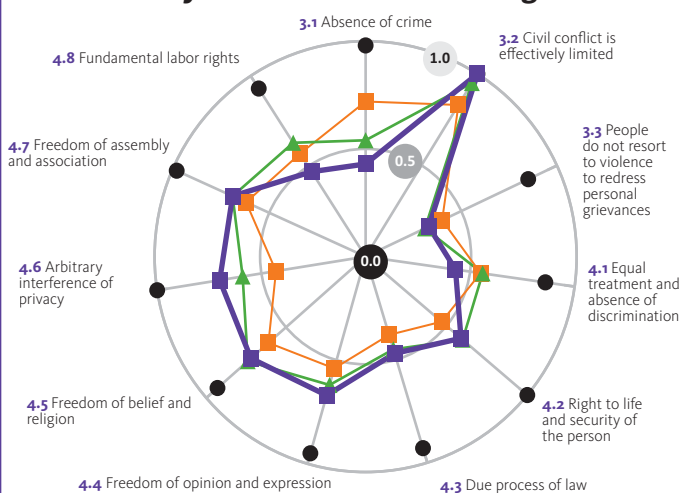 3.1 Absence of crime
3.2 Civil conflict is
effectively limited
1.0
4.8 Fundamental labor rights
3.3 People
do not resort
to violence
to redress
personal
grievances
4.7 Freedom of assembly
and association
0.5
0.0
4.6 Arbitrary
interference of
privacy
4.1 Equal
treatment and
absence of
discrimination
4.5 Freedom of belief and
religion
4.2 Right to life
and security of
the person
4.4 Freedom of opinion and expression
4.3 Due process of law